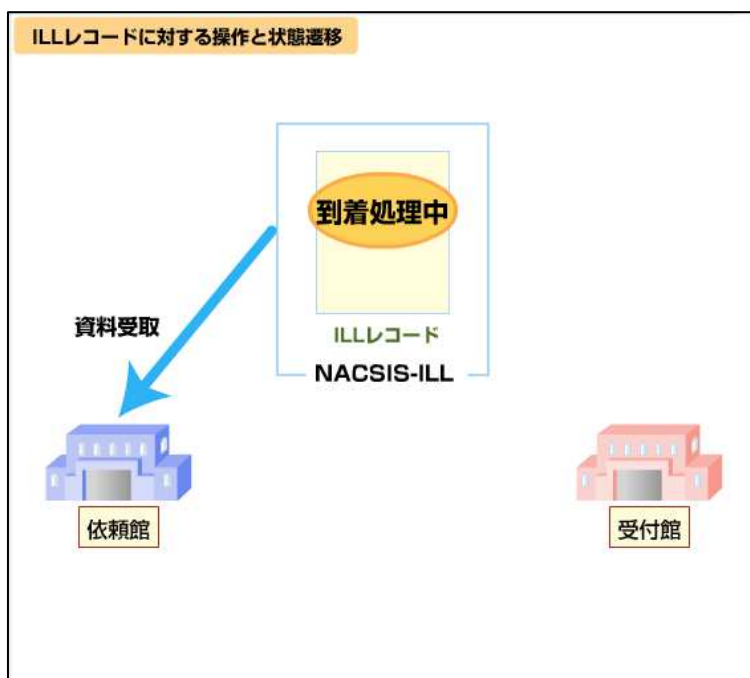 ILLレコードに対する操作と状態遷移
到着処理中
資料受取
ILLレコード
NACSIS-ILL
依頼館
受付館